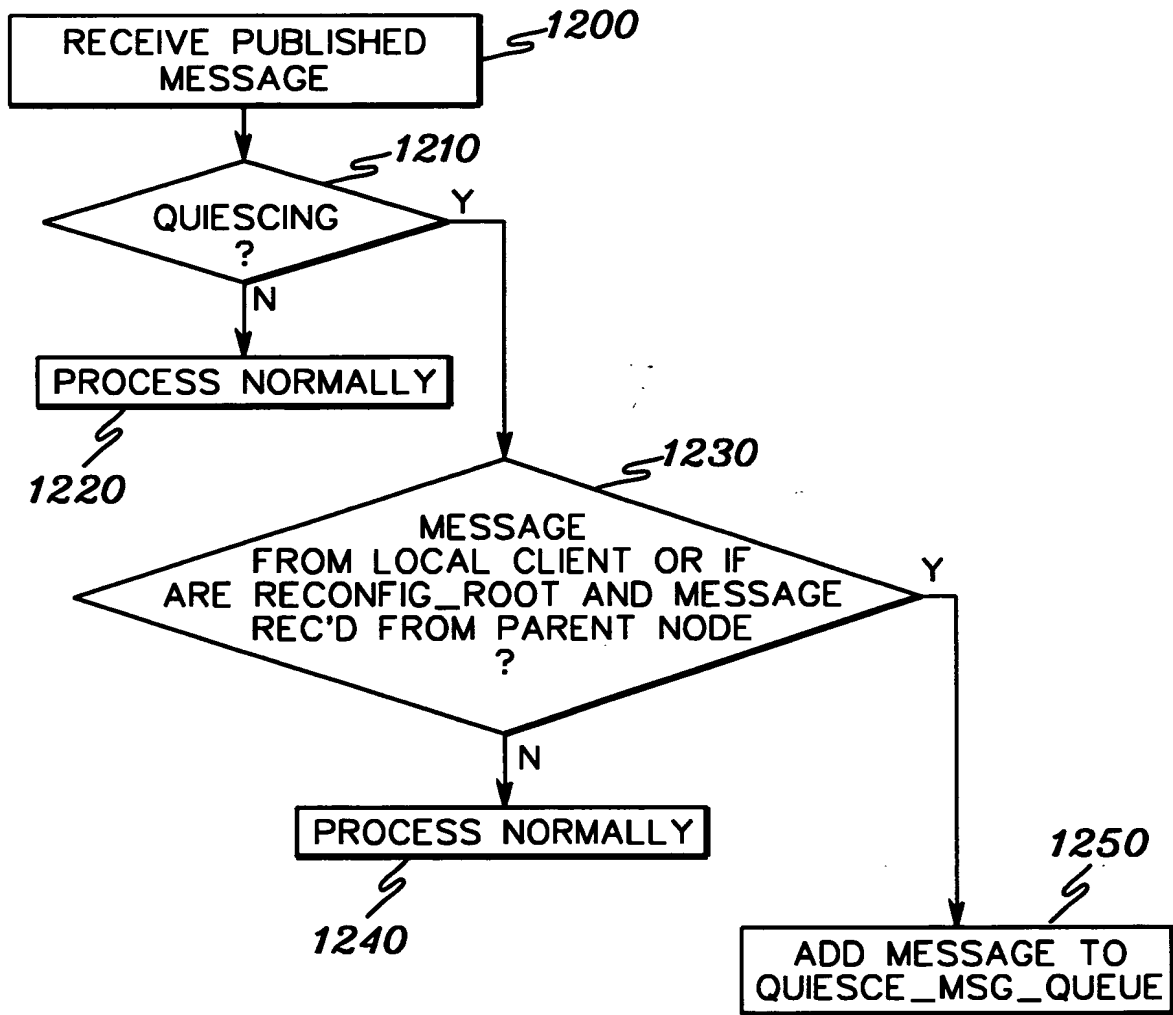 RECEIVE PUBLISHED
MESSAGE
1200
1210
QUIESCING
?
Y
N
PROCESS NORMALLY
1220
1230
MESSAGE
FROM LOCAL CLIENT OR IF
ARE RECONFIG_ROOT AND MESSAGE
REC'D FROM PARENT NODE
?
Y
N
PROCESS NORMALLY
1240
1250
ADD MESSAGE TO
QUIESCE_MSG_QUEUE